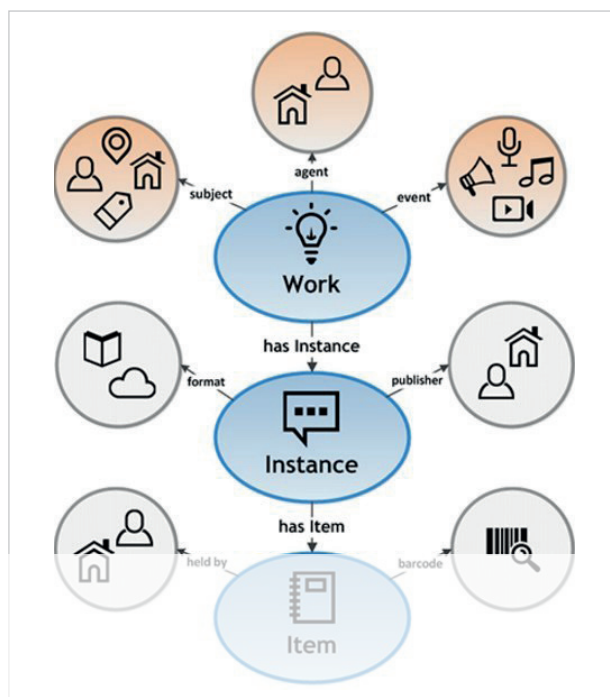 agent
subject
event
Work
has Instance
format
publisher
Instance
has Item
held by
barcode
Item